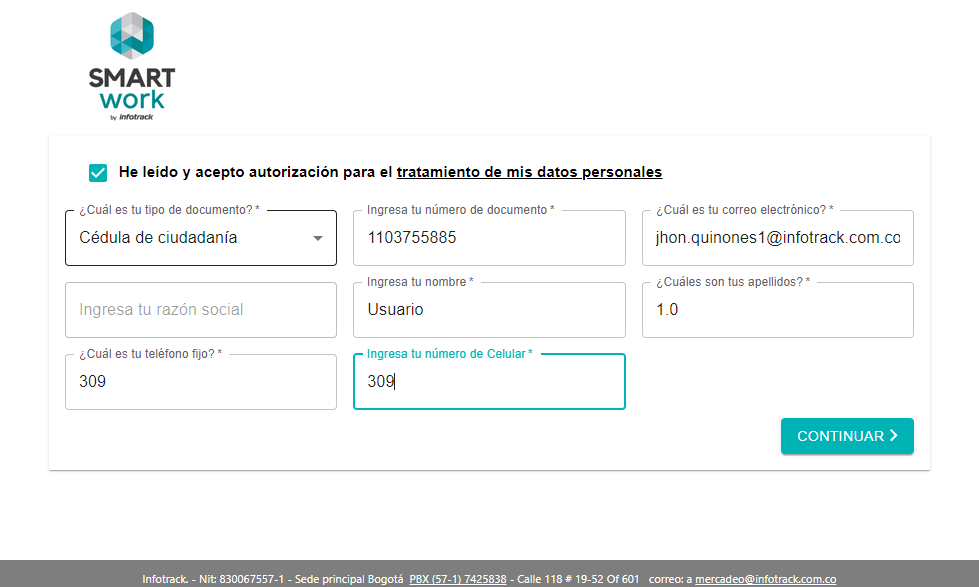 SMART
work
by infotrack
He leído y acepto autorización para el tratamiento de mis datos personales
¿Cuál es tu tipo de documento? *
Cédula de ciudadanía
Ingresa tu número de documento *
1103755885
¿Cuál es tu correo electrónico? *
jhon.quinones1@infotrack.com.co
Ingresa tu razón social
Ingresa tu nombre *
Usuario
¿Cuáles son tus apellidos? *
1.0
¿Cuál es tu teléfono fijo? *
309
Ingresa tu número de Celular *
309
CONTINUAR
Infotrack. - Nit: 830067557-1 - Sede principal Bogotá PBX (57-1) 7425838 - Calle 118 # 19-52 Of 601 correo: a mercadeo@infotrack.com.co